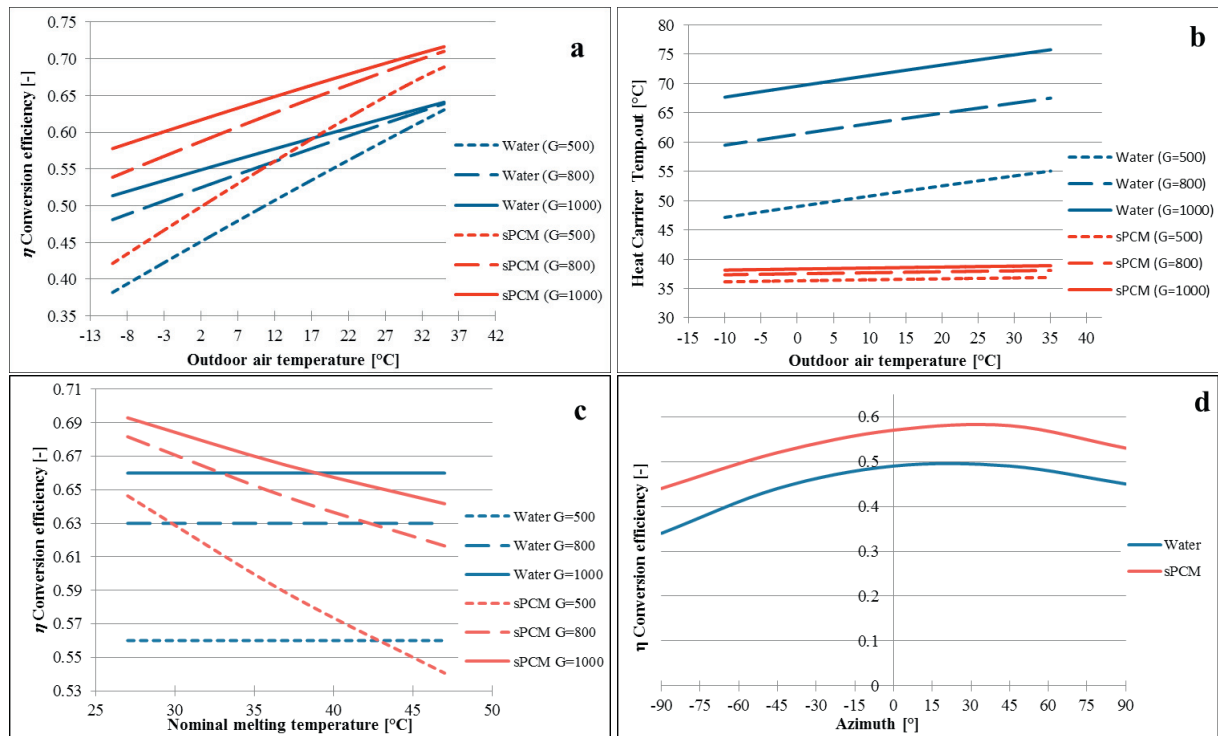 a
η Conversion efficiency [-]
0.75
0.70
0.65
0.60
0.55
0.50
0.45
0.40
0.35
-13 -8 -3 2 7 12 17 22 27 32 37 42
Outdoor air temperature [°C]
Water (G=500)
Water (G=800)
Water (G=1000)
sPCM (G=500)
sPCM (G=800)
sPCM (G=1000)
b
Heat Carrirer Temp.out
[°C]
80
75
70
65
60
55
50
45
40
35
30
-15 -10 -5 0 5 10 15 20 25 30 35 40
Outdoor air temperature [°C]
Water (G=500)
Water (G=800)
Water (G=1000)
sPCM (G=500)
sPCM (G=800)
sPCM (G=1000)
c
η Conversion efficiency [-]
0.71
0.69
0.67
0.65
0.63
0.61
0.59
0.57
0.55
0.53
25 30 35 40 45 50
Nominal melting temperature [°C]
Water G=500
Water G=800
Water G=1000
sPCM G=500
sPCM G=800
sPCM G=1000
d
η Conversion efficiency [-]
0.6
0.5
0.4
0.3
0.2
0.1
0
-90 -75 -60 -45 -30 -15 0 15 30 45 60 75 90
Azimuth [°]
Water
sPCM